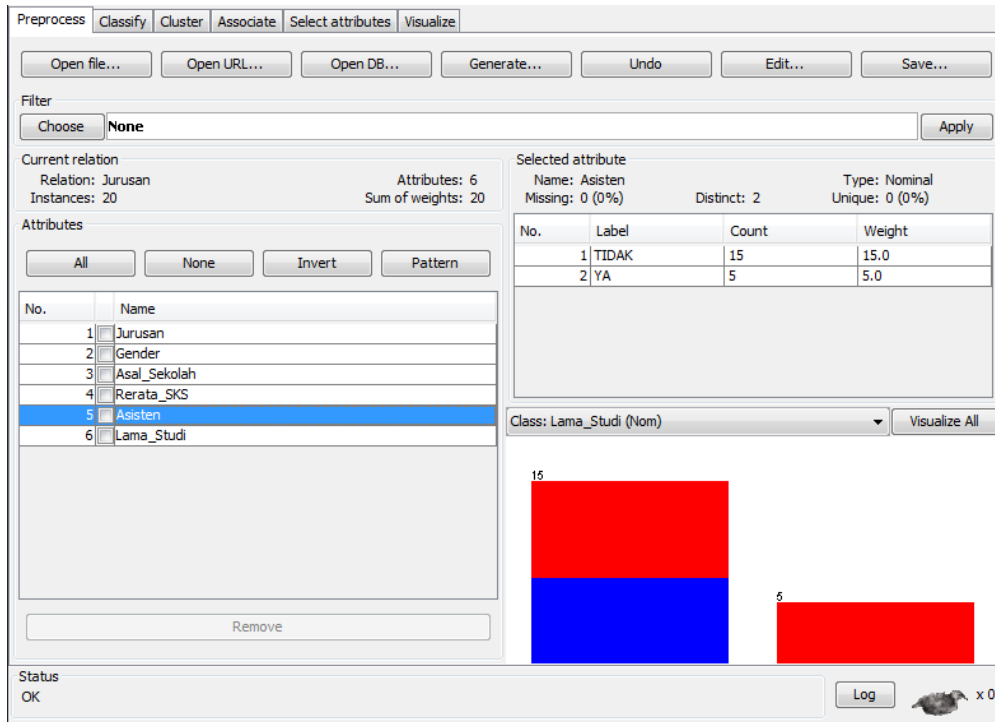 Preprocess Classify Cluster Associate Select attributes Visualize
Open file... Open URL... Open DB... Generate... Undo Edit... Save...
Filter
Choose None Apply
Current relation
Relation: Jurusan Attributes: 6
Instances: 20 Sum of weights: 20
Attributes
All None Invert Pattern
No. Name
1 Jurusan
2 Gender
3 Asal_Sekolah
4 Rerata_SKS
5 Asisten
6 Lama_Studi
Remove
Selected attribute
Name: Asisten Type: Nominal
Missing: 0 (0%) Distinct: 2 Unique: 0 (0%)
No. Label Count Weight
1 TIDAK 15 15.0
2 YA 5 5.0
Class: Lama_Studi (Nom) Visualize All
15
5
Status
OK
Log x 0